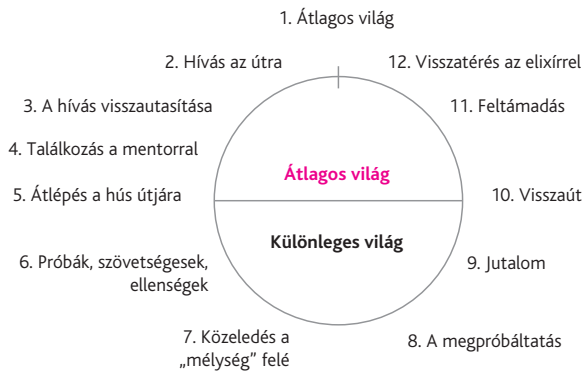 1. Átlagos világ
2. Hívás az útra
3. A hívás visszautasítása
4. Találkozás a mentorral
5. Átlépés a hús útjára
6. Próbák, szövetségesek,
ellenségek
7. Közeledés a
„mélység” felé
8. A megpróbáltatás
9. Jutalom
10. Visszaút
11. Feltámadás
12. Visszatérés az elixírrel
Átlagos világ
Különleges világ